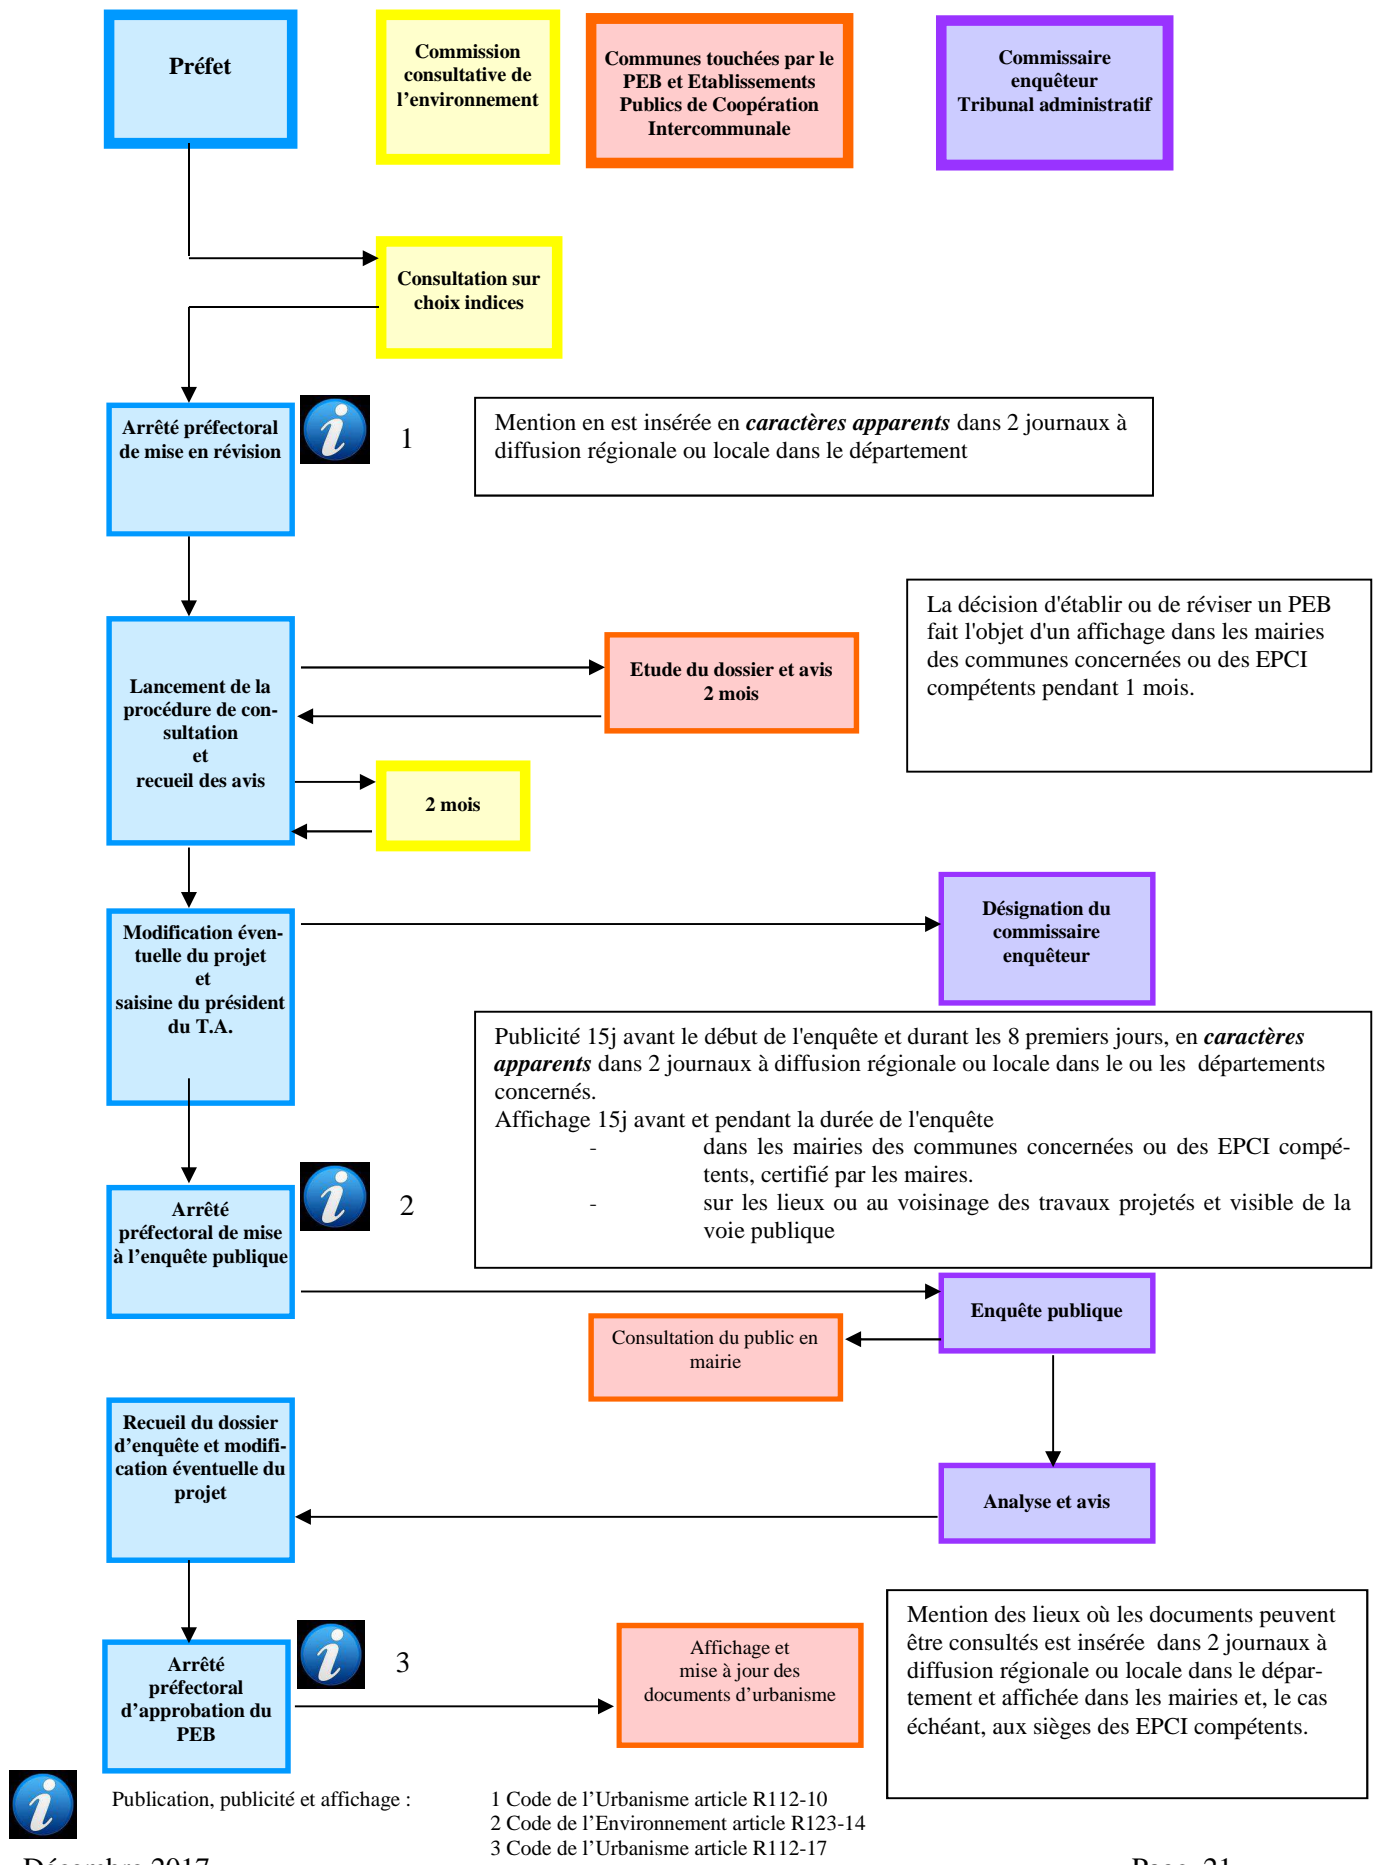 Préfet
Commission
consultative de
l’environnement
Communes touchées par le
PEB et Etablissements
Publics de Coopération
Intercommunale
Commissaire
enquêteur
Tribunal administratif
Consultation sur
choix indices
Arrêté préfectoral
de mise en révision
1
Mention en est insérée en caractères apparents dans 2 journaux à
diffusion régionale ou locale dans le département
La décision d'établir ou de réviser un PEB
fait l'objet d'un affichage dans les mairies
des communes concernées ou des EPCI
compétents pendant 1 mois.
Lancement de la
procédure de con-
sultation
et
recueil des avis
Etude du dossier et avis
2 mois
2 mois
Modification éven-
tuelle du projet
et
saisine du président
du T.A.
Désignation du
commissaire
enquêteur
Publicité 15j avant le début de l'enquête et durant les 8 premiers jours, en caractères
apparents dans 2 journaux à diffusion régionale ou locale dans le ou les départements
concernés.
Affichage 15j avant et pendant la durée de l'enquête
- dans les mairies des communes concernées ou des EPCI compé-
tents, certifié par les maires.
- sur les lieux ou au voisinage des travaux projetés et visible de la
voie publique
Arrêté
préfectoral de mise
à l’enquête publique
2
Enquête publique
Consultation du public en
mairie
Recueil du dossier
d’enquête et modifi-
cation éventuelle du
projet
Analyse et avis
Arrêté
préfectoral
d’approbation du
PEB
3
Affichage et
mise à jour des
documents d’urbanisme
Mention des lieux où les documents peuvent
être consultés est insérée dans 2 journaux à
diffusion régionale ou locale dans le dépar-
tement et affichée dans les mairies et, le cas
échéant, aux sièges des EPCI compétents.
Publication, publicité et affichage :
1 Code de l’Urbanisme article R112-10
2 Code de l’Environnement article R123-14
3 Code de l’Urbanisme article R112-17
Décembre 2017
Page 21